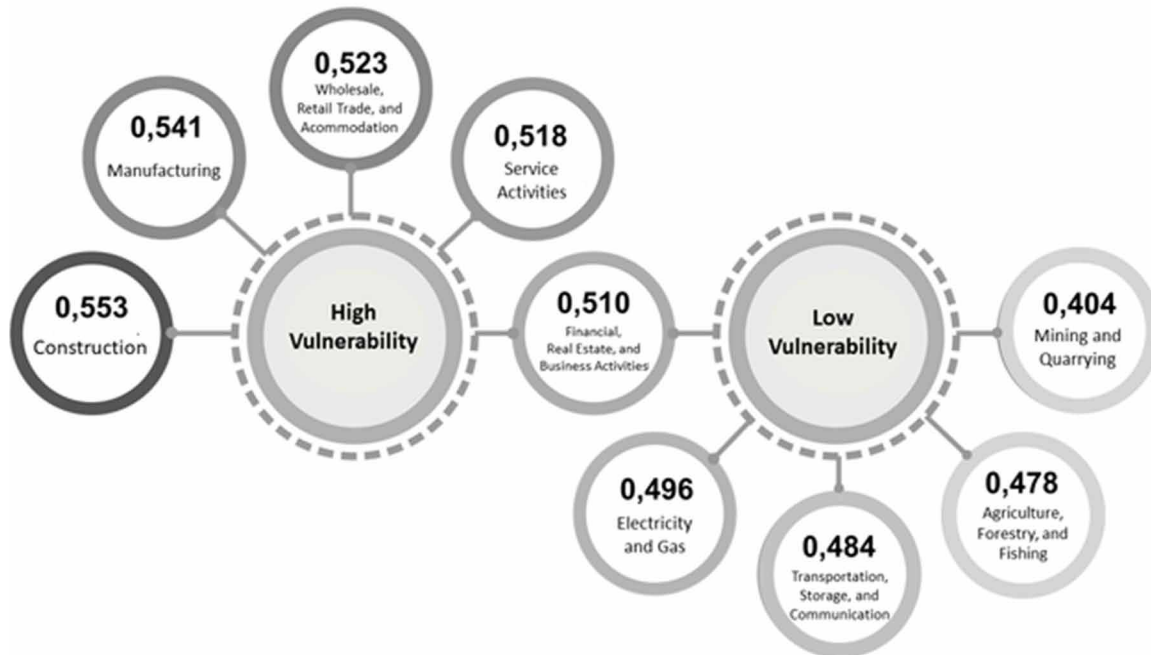 0,523
Wholesale,
Retail Trade, and
Acommodation
0,541
Manufacturing
0,518
Service
Activities
0,553
Construction
High
Vulnerability
0,510
Financial,
Real Estate, and
Business Activities
Low
Vulnerability
0,404
Mining and
Quarrying
0,496
Electricity
and Gas
0,484
Transportation,
Storage, and
Communication
0,478
Agriculture,
Forestry, and
Fishing